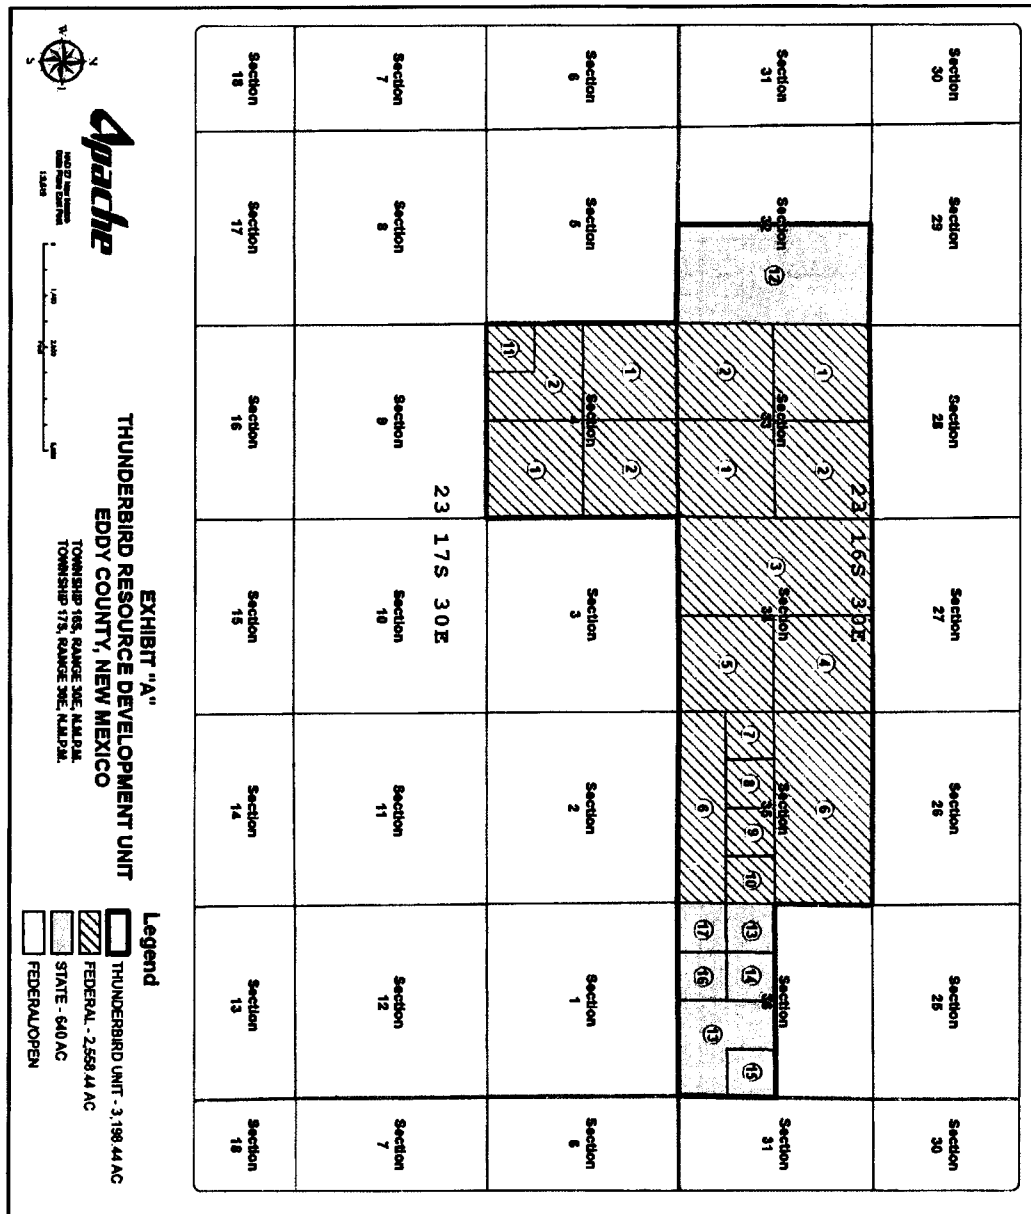 Section 30
Section 29
Section 28
Section 27
Section 26
Section 25
Section 30
23 16S 30E
Section 31
Section 32
Section 33
Section 34
Section 35
Section 36
Section 31
12
1
2
2
1
3
4
5
6
7
8
9
10
6
13
14
15
17
16
13
Section 6
Section 5
Section
Section 3
Section 2
Section 1
Section 6
1
2
2
1
11
23 17S 30E
Section 7
Section 8
Section 9
Section 10
Section 11
Section 12
Section 7
Section 18
Section 17
Section 16
Section 15
Section 14
Section 13
Section 18
Apache
N
W
S
EXHIBIT "A"
THUNDERBIRD RESOURCE DEVELOPMENT UNIT
EDDY COUNTY, NEW MEXICO
TOWNSHIP 16S, RANGE 30E, N.M.P.M.
TOWNSHIP 17S, RANGE 30E, N.M.P.M.
Legend
THUNDERBIRD UNIT - 3,198.44 AC
FEDERAL - 2,558.44 AC
STATE - 640 AC
FEDERAL/OPEN